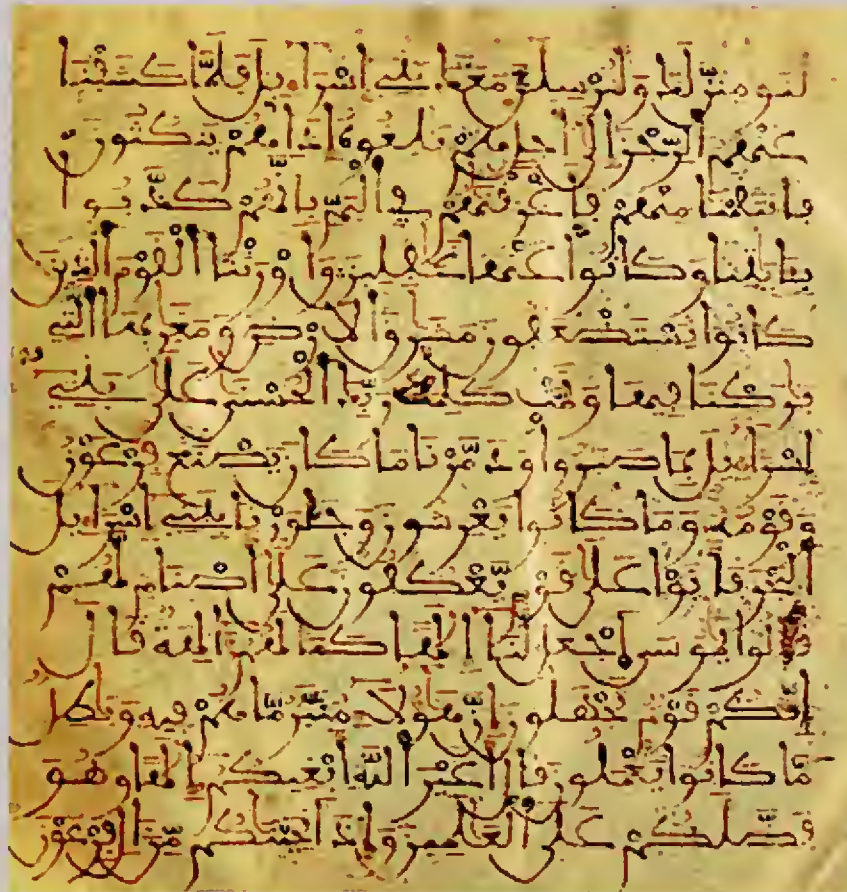 لنومنن لك ولنرسلن معك بني اسراءيل فلما كشفنا
عنهم الرجز الى اجل هم بلغوه اذا هم ينكثون
فانتقمنا منهم فاغرقنهم في اليم بانهم كذبوا
بايتنا وكانوا عنها غفلين واورثنا القوم الذين
كانوا يستضعفون مشرق الارض ومغربها التي
بركنا فيها وتمت كلمت ربك الحسنى على بني
اسراءيل بما صبروا ودمرنا ما كان يصنع فرعون
وقومه وما كانوا يعرشون وجوزنا ببني اسراءيل
البحر فاتوا على قوم يعكفون على اصنام لهم
قالوا يموسى اجعل لنا الها كما لهم الهة قال
انكم قوم تجهلون ان هؤلاء متبر ما هم فيه وبطل
ما كانوا يعملون قال اغير الله ابغيكم الها وهو
فضلكم على العلمين واذ انجينكم من ال فرعون